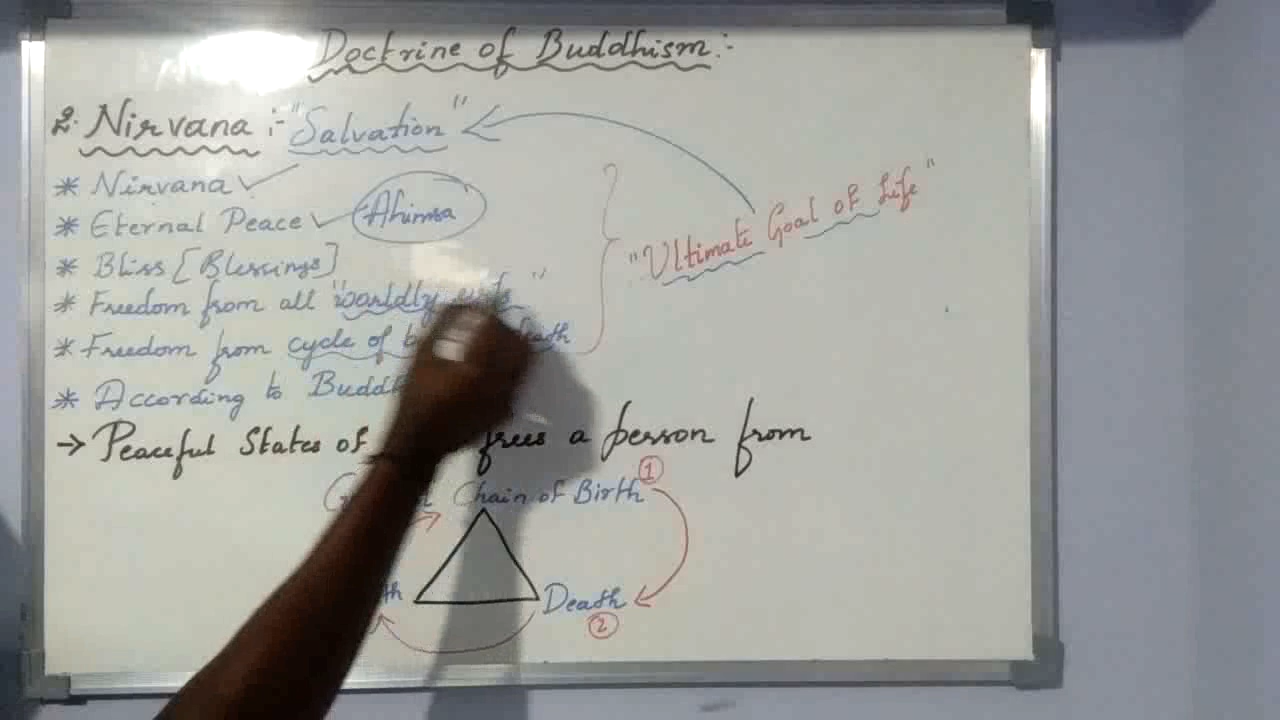 Doctrine of Buddhism :-
2. Nirvana :- "Salvation"
* Nirvana ✓
* Eternal Peace ✓ Ahimsa
* Bliss [Blessings]
"Ultimate Goal of Life"
* Freedom from all "worldly
* Freedom from cycle of
* According to
→ Peaceful States of frees a person from
Chain of Birth 1
Death
2